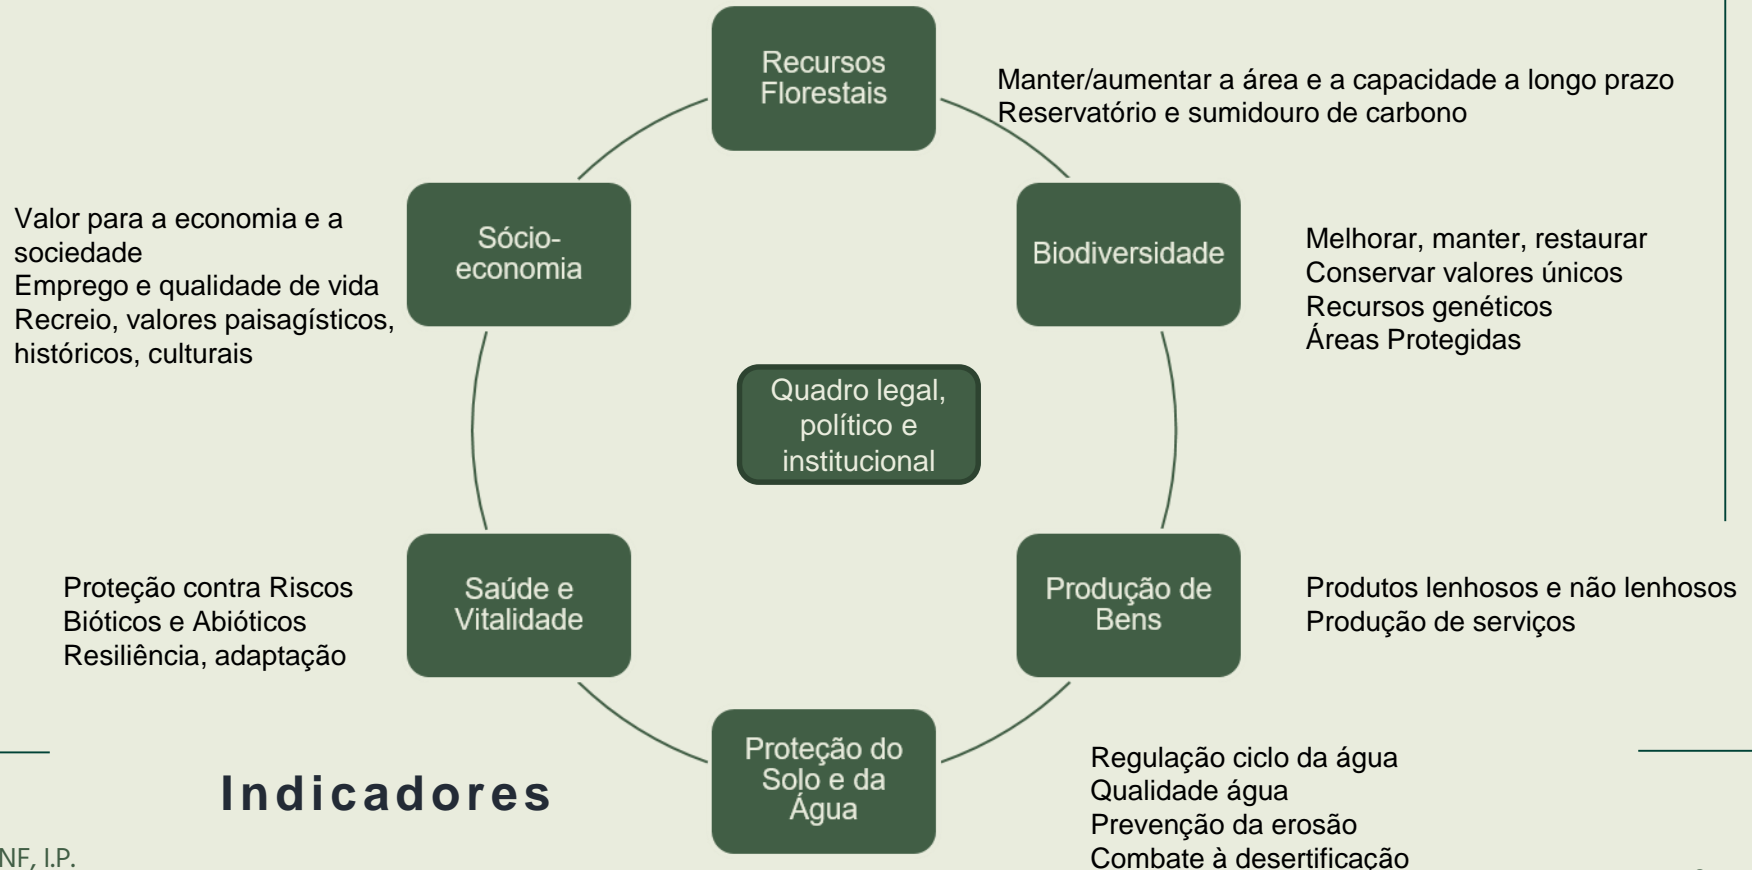 Recursos
Florestais
Manter/aumentar a área e a capacidade a longo prazo
Reservatório e sumidouro de carbono
Biodiversidade
Melhorar, manter, restaurar
Conservar valores únicos
Recursos genéticos
Áreas Protegidas
Produção de
Bens
Produtos lenhosos e não lenhosos
Produção de serviços
Proteção do
Solo e da
Água
Regulação ciclo da água
Qualidade água
Prevenção da erosão
Combate à desertificação
Saúde e
Vitalidade
Proteção contra Riscos
Bióticos e Abióticos
Resiliência, adaptação
Sócio-
economia
Valor para a economia e a
sociedade
Emprego e qualidade de vida
Recreio, valores paisagísticos,
históricos, culturais
Quadro legal,
político e
institucional
Indicadores
NF, I.P.